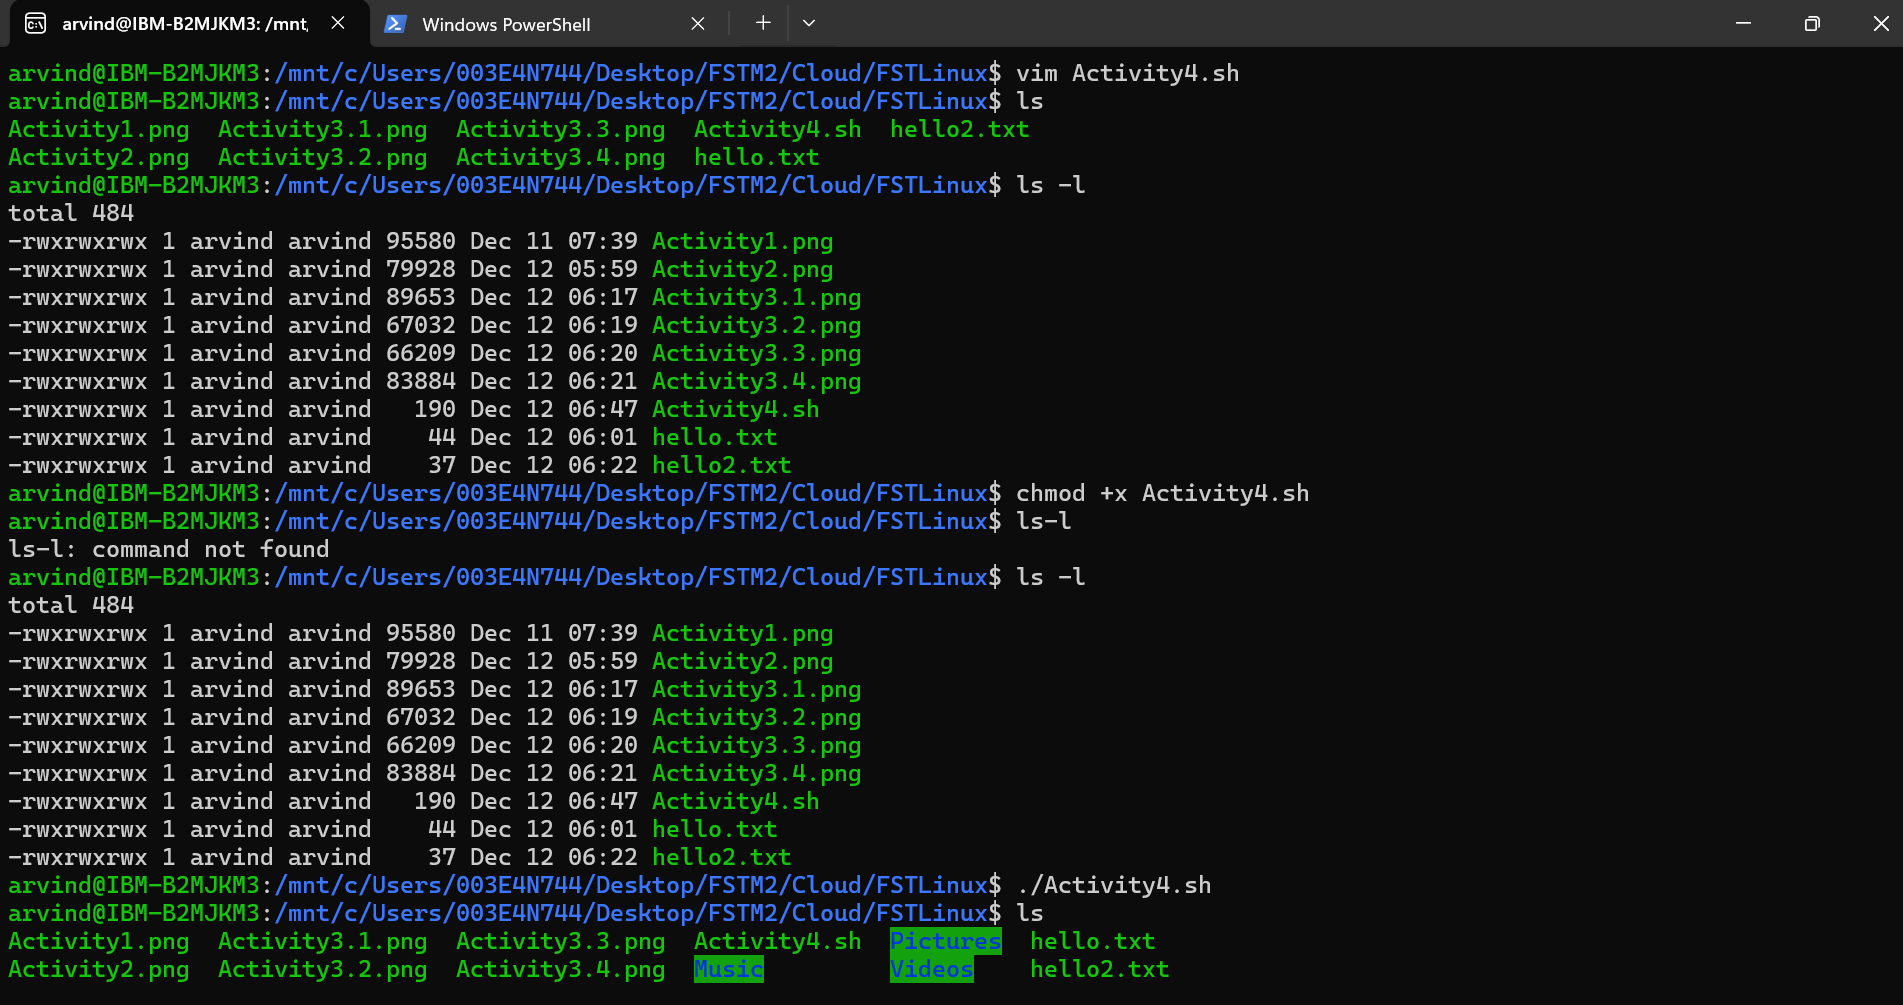 arvind@IBM-B2MJKM3: /mnt, Windows PowerShell
arvind@IBM-B2MJKM3:/mnt/c/Users/003E4N744/Desktop/FSTM2/Cloud/FSTLinux$ vim Activity4.sh
arvind@IBM-B2MJKM3:/mnt/c/Users/003E4N744/Desktop/FSTM2/Cloud/FSTLinux$ ls
Activity1.png  Activity3.1.png  Activity3.3.png  Activity4.sh  hello2.txt
Activity2.png  Activity3.2.png  Activity3.4.png  hello.txt
arvind@IBM-B2MJKM3:/mnt/c/Users/003E4N744/Desktop/FSTM2/Cloud/FSTLinux$ ls -l
total 484
-rwxrwxrwx 1 arvind arvind 95580 Dec 11 07:39 Activity1.png
-rwxrwxrwx 1 arvind arvind 79928 Dec 12 05:59 Activity2.png
-rwxrwxrwx 1 arvind arvind 89653 Dec 12 06:17 Activity3.1.png
-rwxrwxrwx 1 arvind arvind 67032 Dec 12 06:19 Activity3.2.png
-rwxrwxrwx 1 arvind arvind 66209 Dec 12 06:20 Activity3.3.png
-rwxrwxrwx 1 arvind arvind 83884 Dec 12 06:21 Activity3.4.png
-rwxrwxrwx 1 arvind arvind   190 Dec 12 06:47 Activity4.sh
-rwxrwxrwx 1 arvind arvind    44 Dec 12 06:01 hello.txt
-rwxrwxrwx 1 arvind arvind    37 Dec 12 06:22 hello2.txt
arvind@IBM-B2MJKM3:/mnt/c/Users/003E4N744/Desktop/FSTM2/Cloud/FSTLinux$ chmod +x Activity4.sh
arvind@IBM-B2MJKM3:/mnt/c/Users/003E4N744/Desktop/FSTM2/Cloud/FSTLinux$ ls-l
ls-l: command not found
arvind@IBM-B2MJKM3:/mnt/c/Users/003E4N744/Desktop/FSTM2/Cloud/FSTLinux$ ls -l
total 484
-rwxrwxrwx 1 arvind arvind 95580 Dec 11 07:39 Activity1.png
-rwxrwxrwx 1 arvind arvind 79928 Dec 12 05:59 Activity2.png
-rwxrwxrwx 1 arvind arvind 89653 Dec 12 06:17 Activity3.1.png
-rwxrwxrwx 1 arvind arvind 67032 Dec 12 06:19 Activity3.2.png
-rwxrwxrwx 1 arvind arvind 66209 Dec 12 06:20 Activity3.3.png
-rwxrwxrwx 1 arvind arvind 83884 Dec 12 06:21 Activity3.4.png
-rwxrwxrwx 1 arvind arvind   190 Dec 12 06:47 Activity4.sh
-rwxrwxrwx 1 arvind arvind    44 Dec 12 06:01 hello.txt
-rwxrwxrwx 1 arvind arvind    37 Dec 12 06:22 hello2.txt
arvind@IBM-B2MJKM3:/mnt/c/Users/003E4N744/Desktop/FSTM2/Cloud/FSTLinux$ ./Activity4.sh
arvind@IBM-B2MJKM3:/mnt/c/Users/003E4N744/Desktop/FSTM2/Cloud/FSTLinux$ ls
Activity1.png  Activity3.1.png  Activity3.3.png  Activity4.sh  Pictures  hello.txt
Activity2.png  Activity3.2.png  Activity3.4.png  Music         Videos    hello2.txt